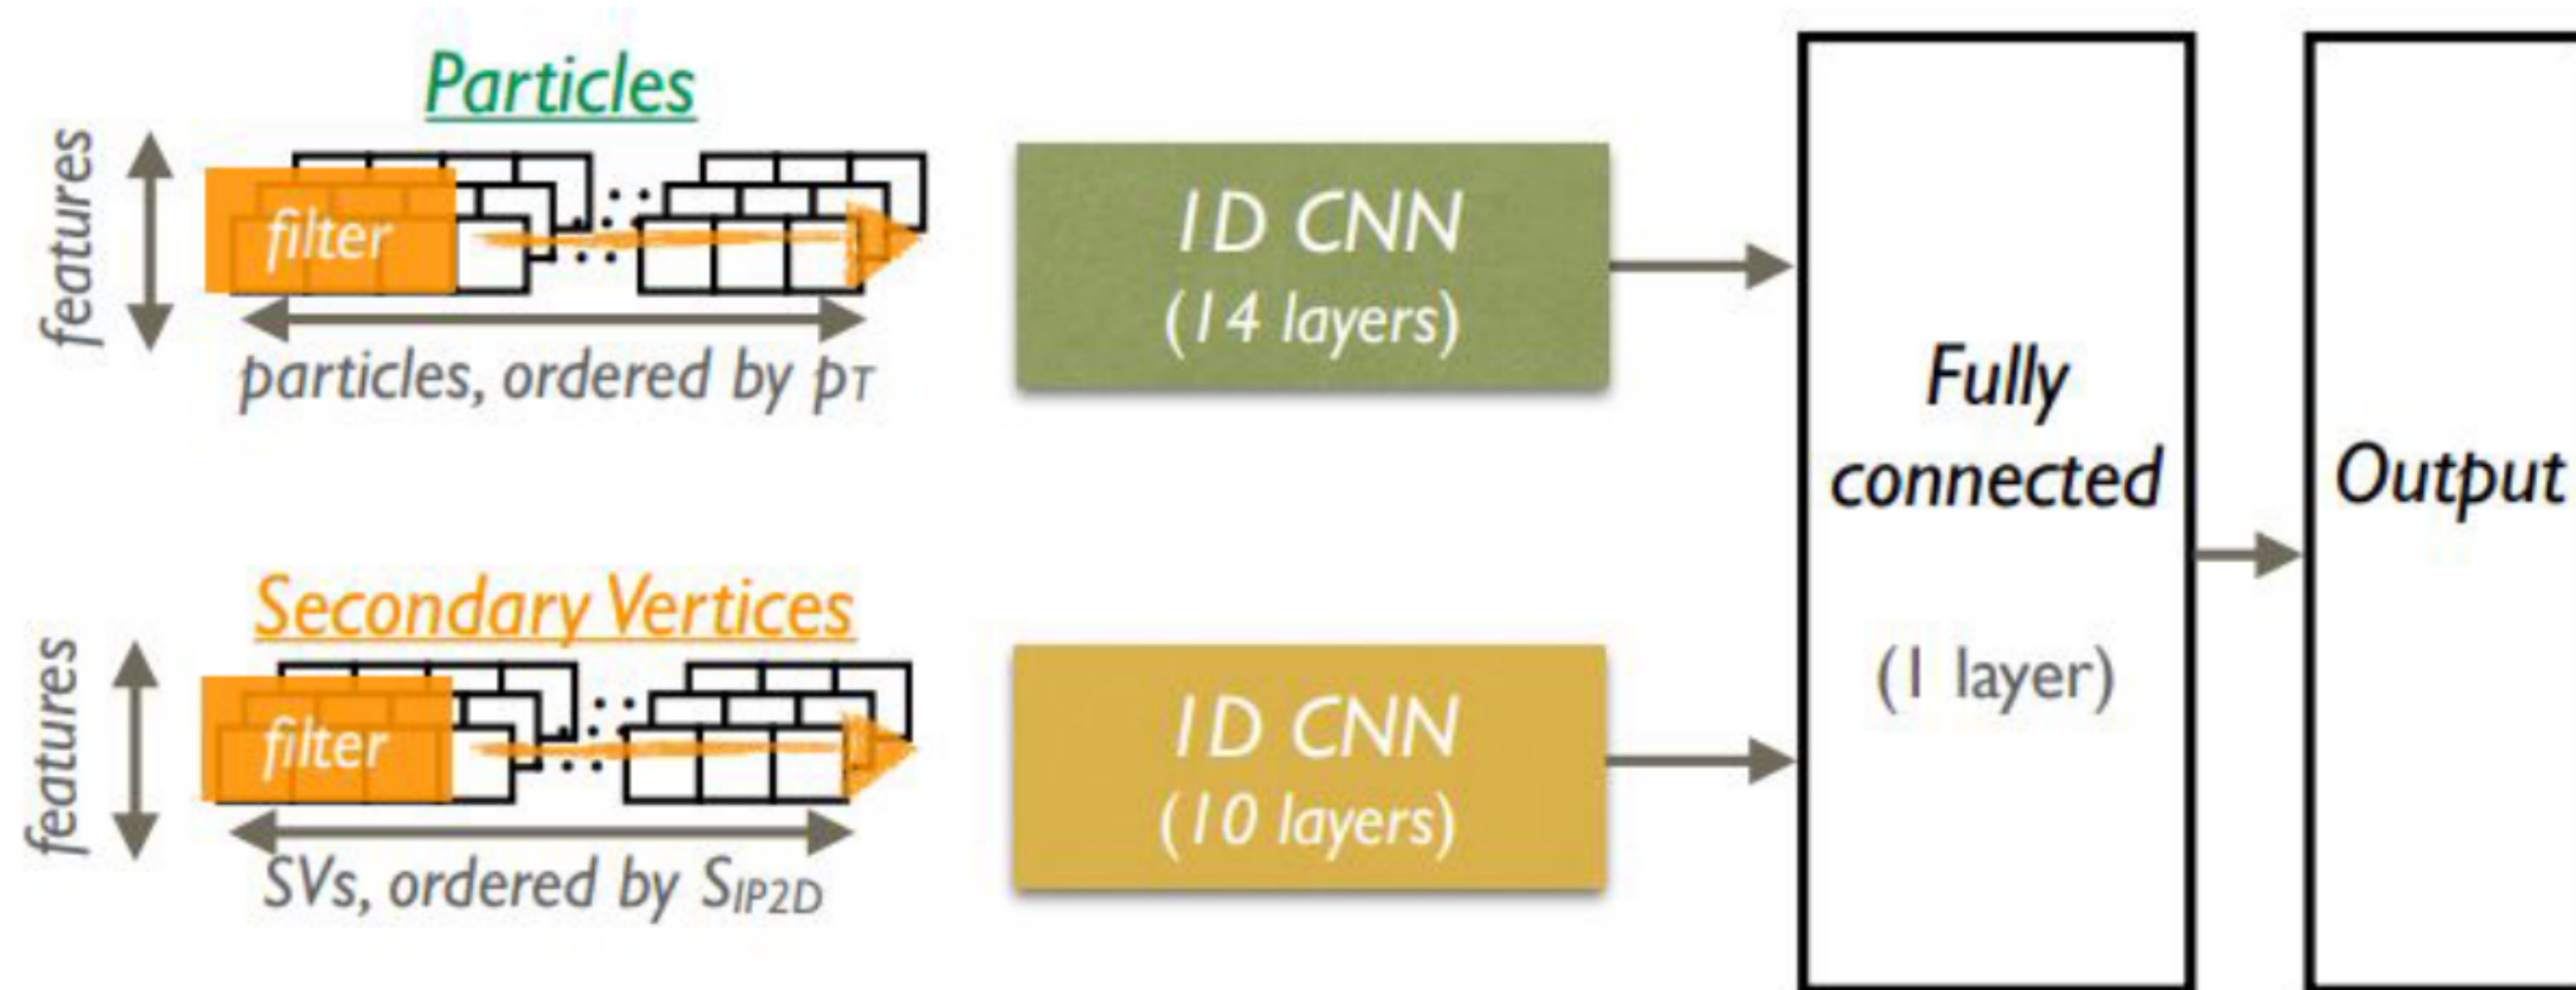 Particles
features
filter
particles, ordered by pT
1D CNN
(14 layers)
Secondary Vertices
features
filter
SVs, ordered by SIP2D
1D CNN
(10 layers)
Fully
connected
(1 layer)
Output